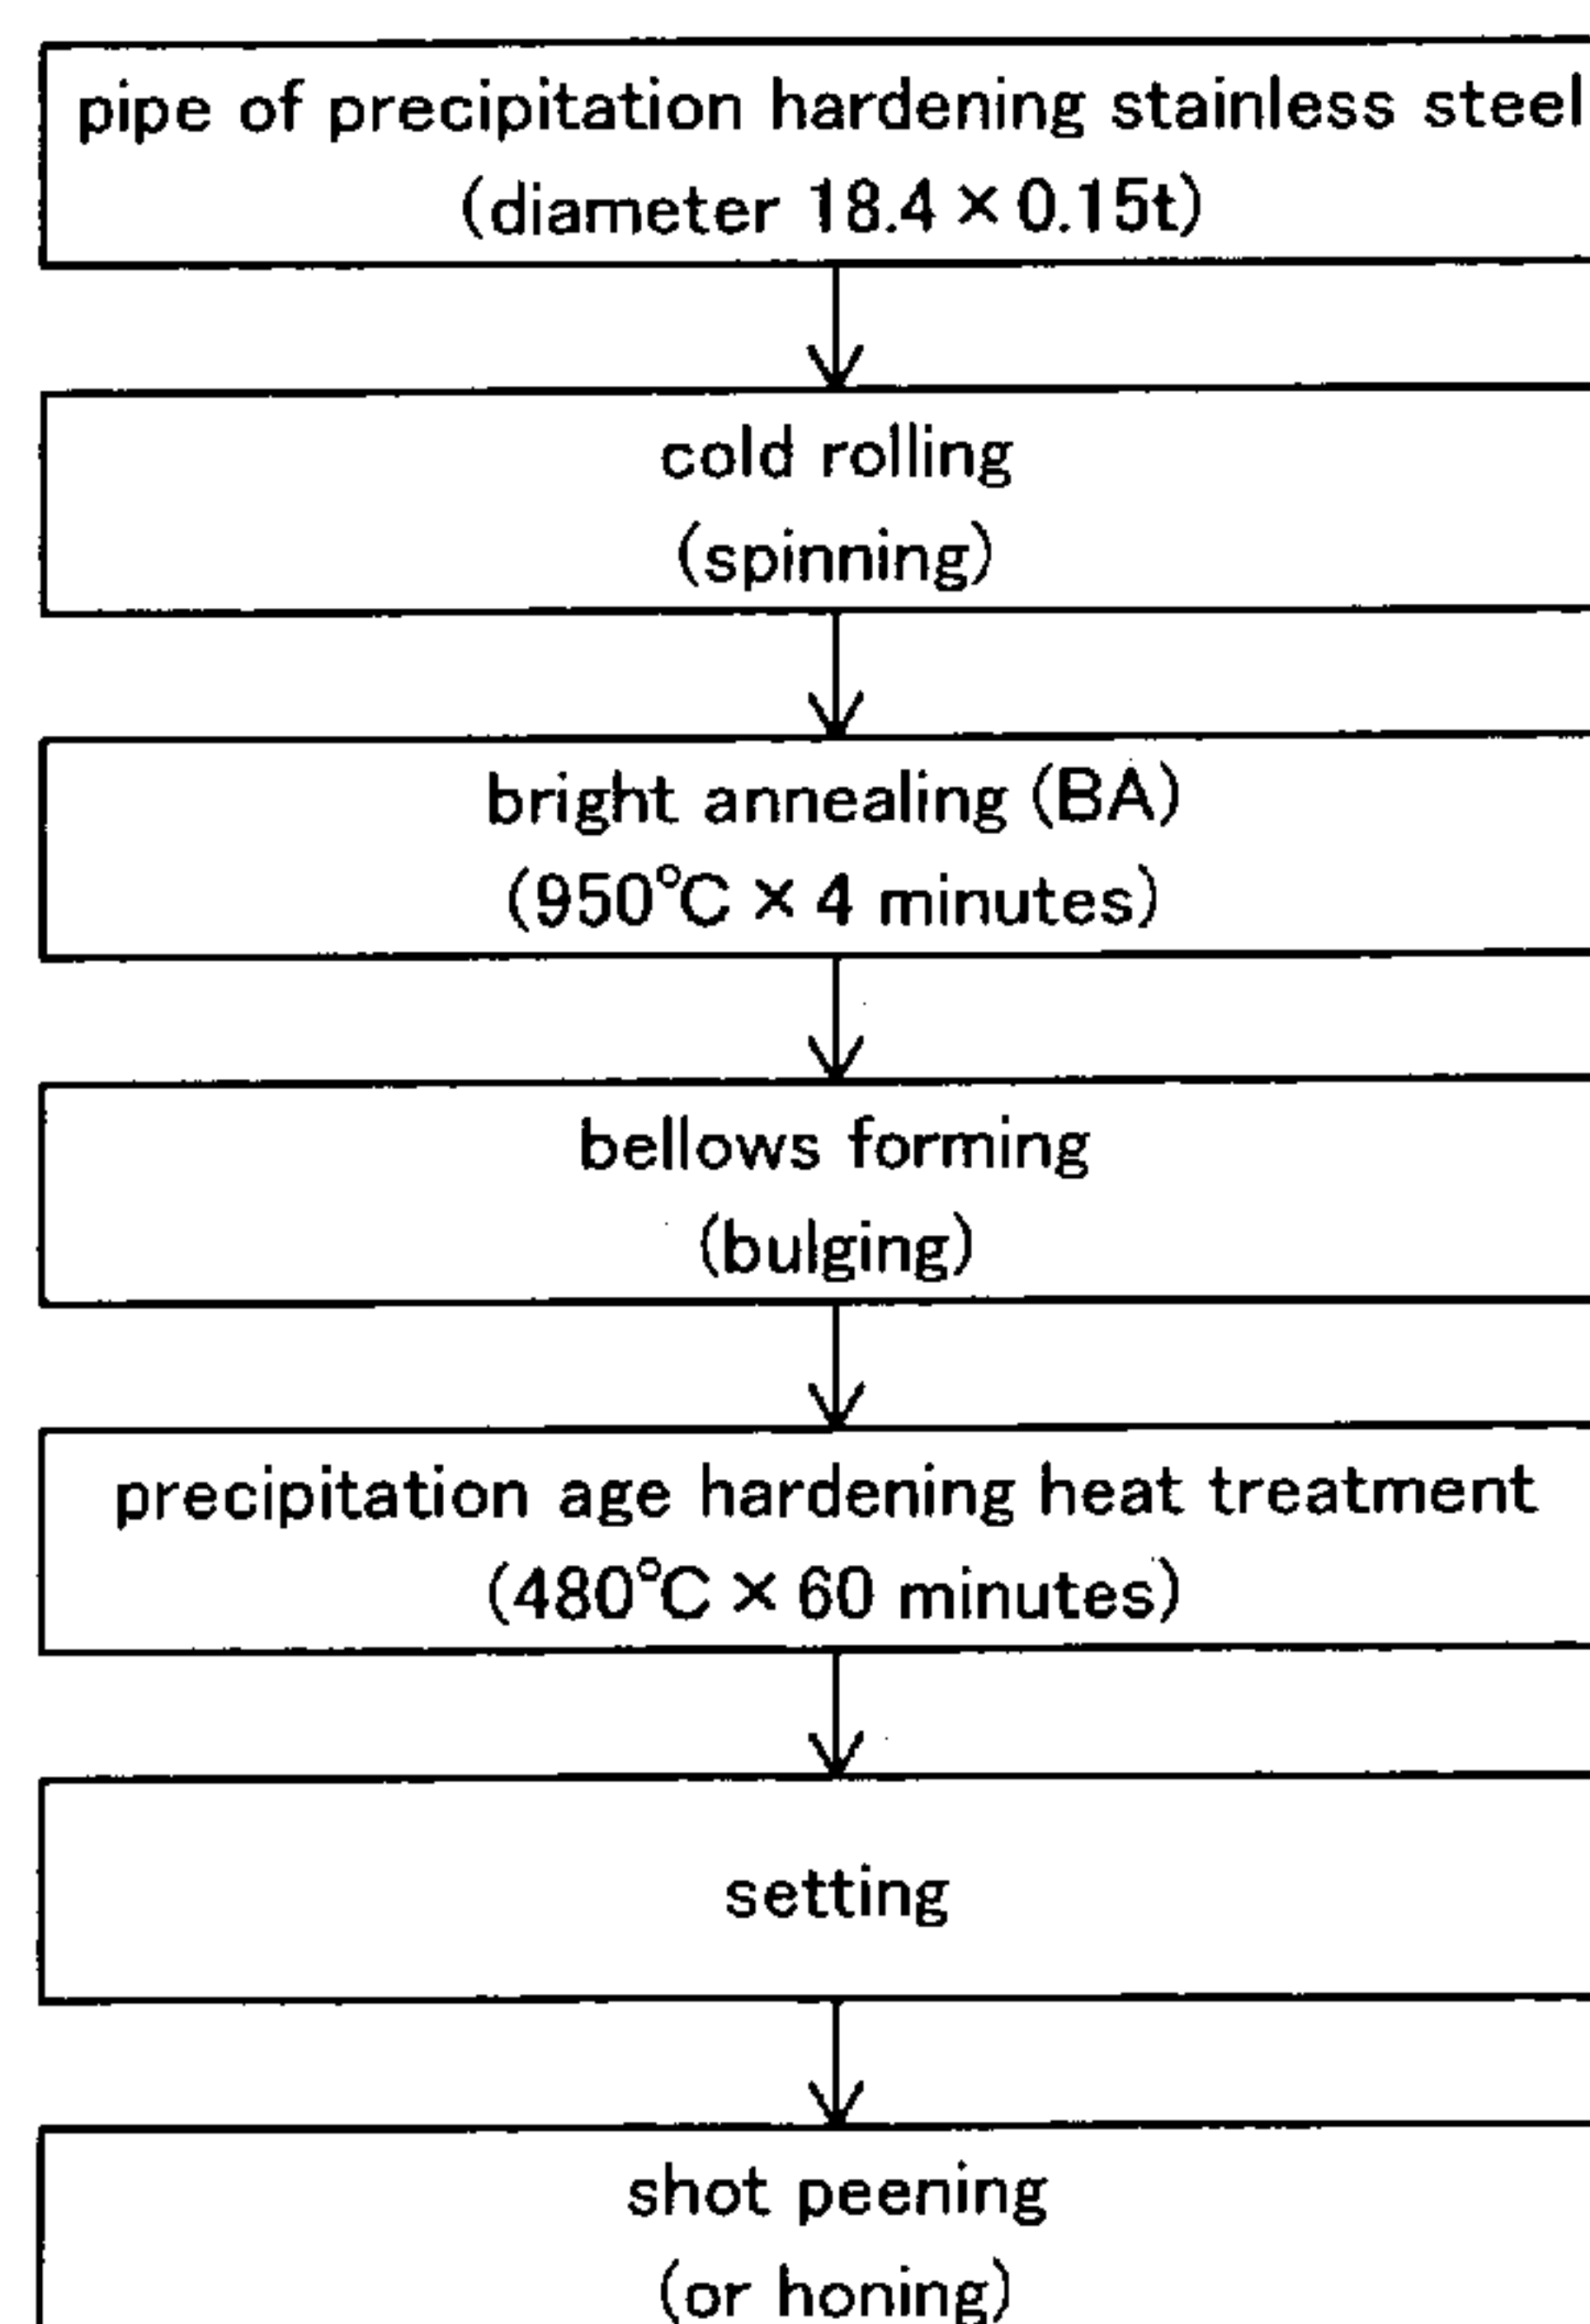 pipe of precipitation hardening stainless steel
(diameter 18.4 × 0.15t)
cold rolling
(spinning)
bright annealing (BA)
(950℃ × 4 minutes)
bellows forming
(bulging)
precipitation age hardening heat treatment
(480℃ × 60 minutes)
setting
shot peening
(or honing)